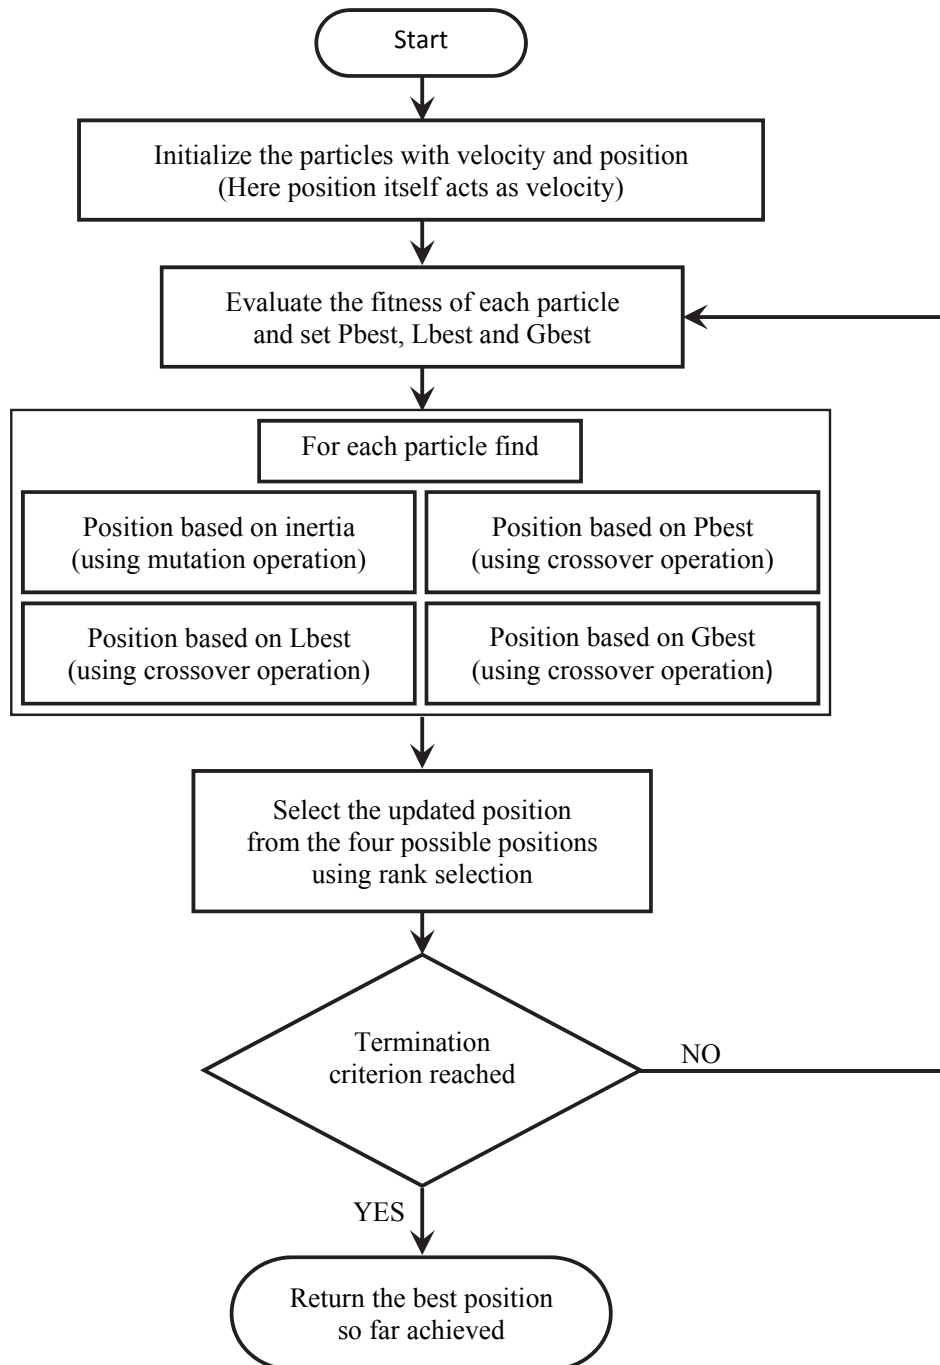 Start
Initialize the particles with velocity and position
(Here position itself acts as velocity)
Evaluate the fitness of each particle
and set Pbest, Lbest and Gbest
For each particle find
Position based on inertia
(using mutation operation)
Position based on Pbest
(using crossover operation)
Position based on Lbest
(using crossover operation)
Position based on Gbest
(using crossover operation)
Select the updated position
from the four possible positions
using rank selection
Termination
criterion reached
NO
YES
Return the best position
so far achieved